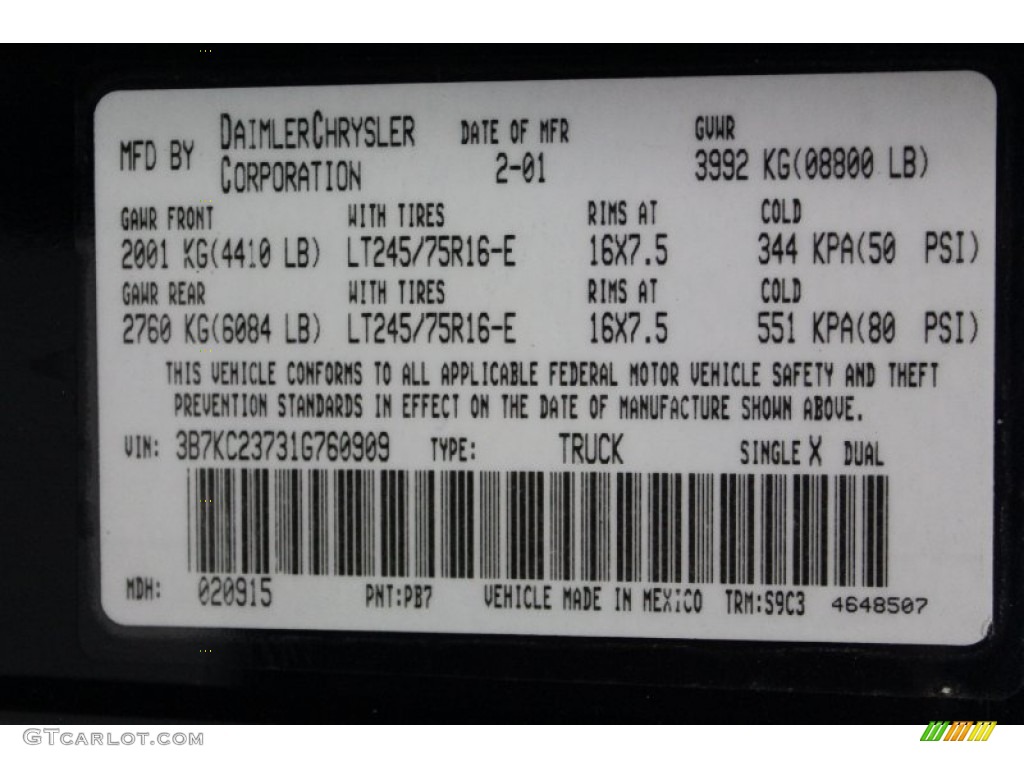 MFD BY DAIMLERCHRYSLER CORPORATION DATE OF MFR 2-01 GVWR 3992 KG(08800 LB)
GAWR FRONT WITH TIRES RIMS AT COLD
2001 KG(4410 LB) LT245/75R16-E 16X7.5 344 KPA(50 PSI)
GAWR REAR WITH TIRES RIMS AT COLD
2760 KG(6084 LB) LT245/75R16-E 16X7.5 551 KPA(80 PSI)
THIS VEHICLE CONFORMS TO ALL APPLICABLE FEDERAL MOTOR VEHICLE SAFETY AND THEFT
PREVENTION STANDARDS IN EFFECT ON THE DATE OF MANUFACTURE SHOWN ABOVE.
VIN: 3B7KC23731G760909 TYPE: TRUCK SINGLE X DUAL
MDH: 020915 PNT:PB7 VEHICLE MADE IN MEXICO TRM:S9C3 4648507
GTCARLOT.COM